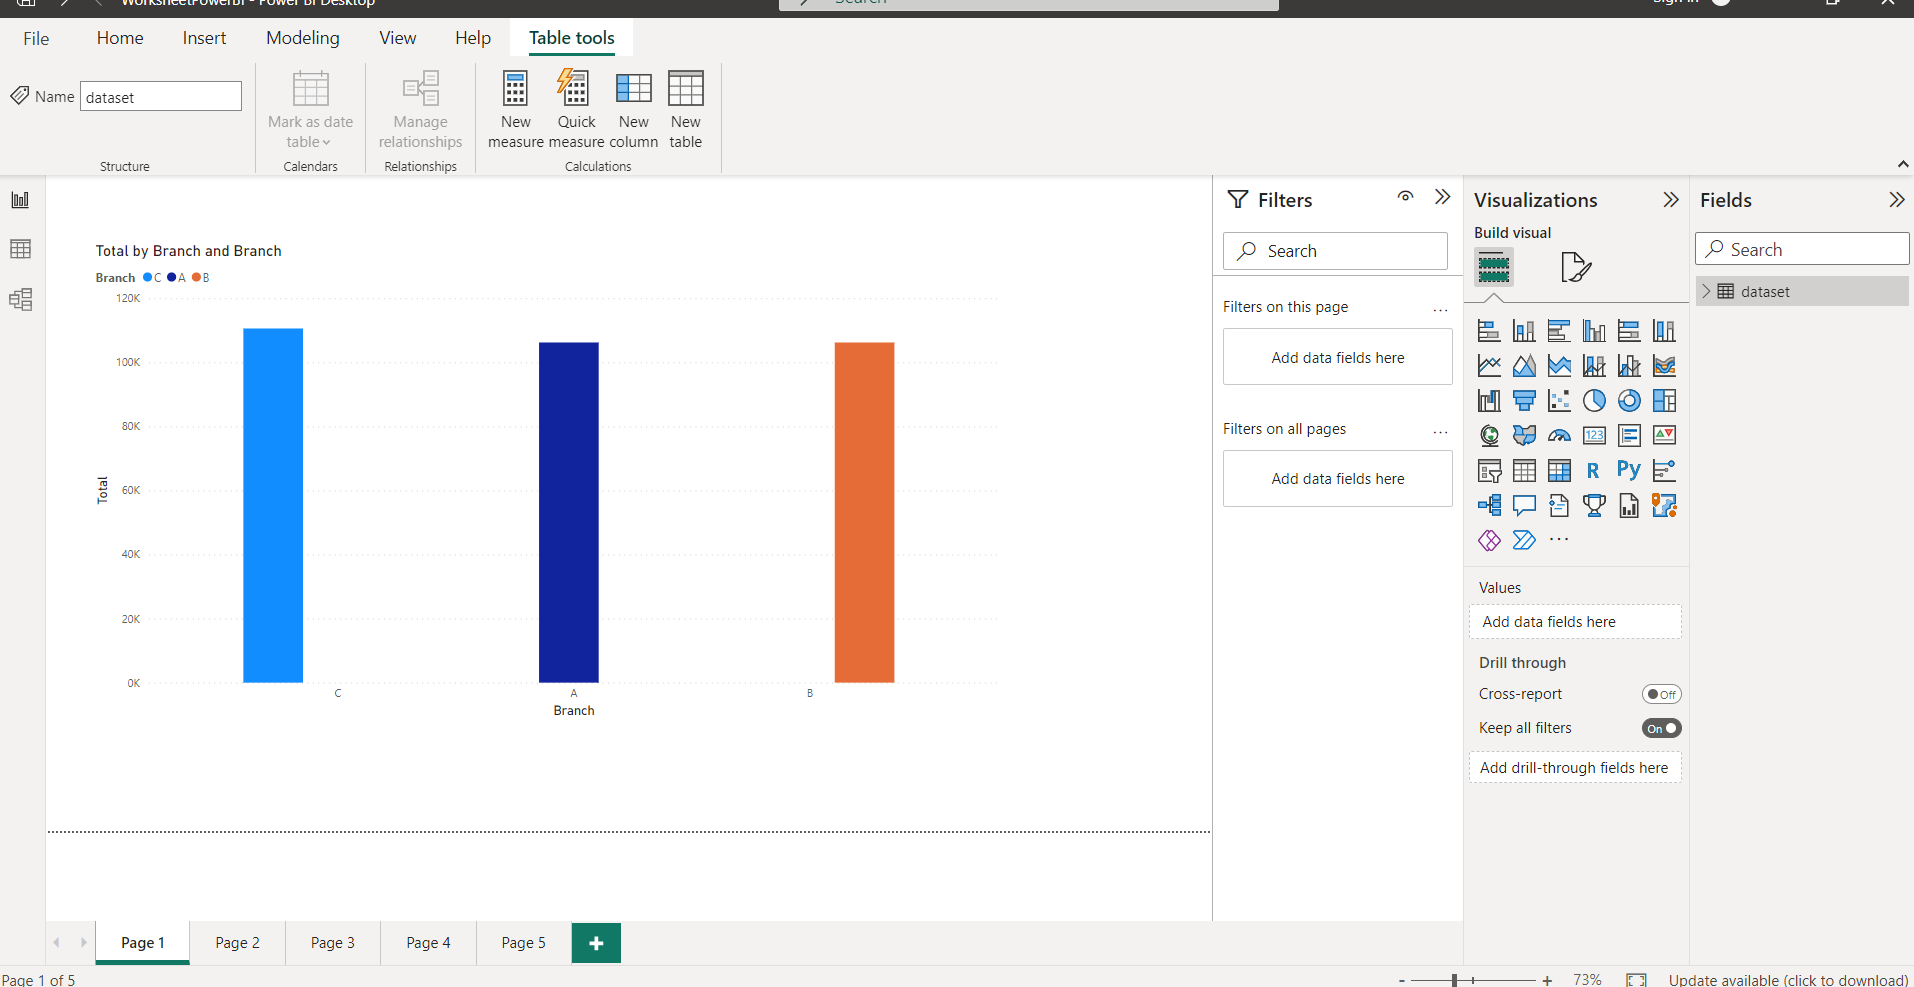 WorksheetPowerBI - Power BI Desktop
Search
Sign in
File
Home
Insert
Modeling
View
Help
Table tools
Name
dataset
Structure
Mark as date
table
Calendars
Manage
relationships
Relationships
New
measure
Quick
measure
New
column
New
table
Calculations
Total by Branch and Branch
Branch C A B
120K
100K
80K
60K
40K
20K
0K
Total
C
A
B
Branch
Filters
Search
Filters on this page
...
Add data fields here
Filters on all pages
...
Add data fields here
Visualizations
Build visual
123
R
Py
...
Values
Add data fields here
Drill through
Cross-report
Off
Keep all filters
On
Add drill-through fields here
Fields
Search
dataset
Page 1
Page 2
Page 3
Page 4
Page 5
+
Page 1 of 5
-
+
73%
Update available (click to download)